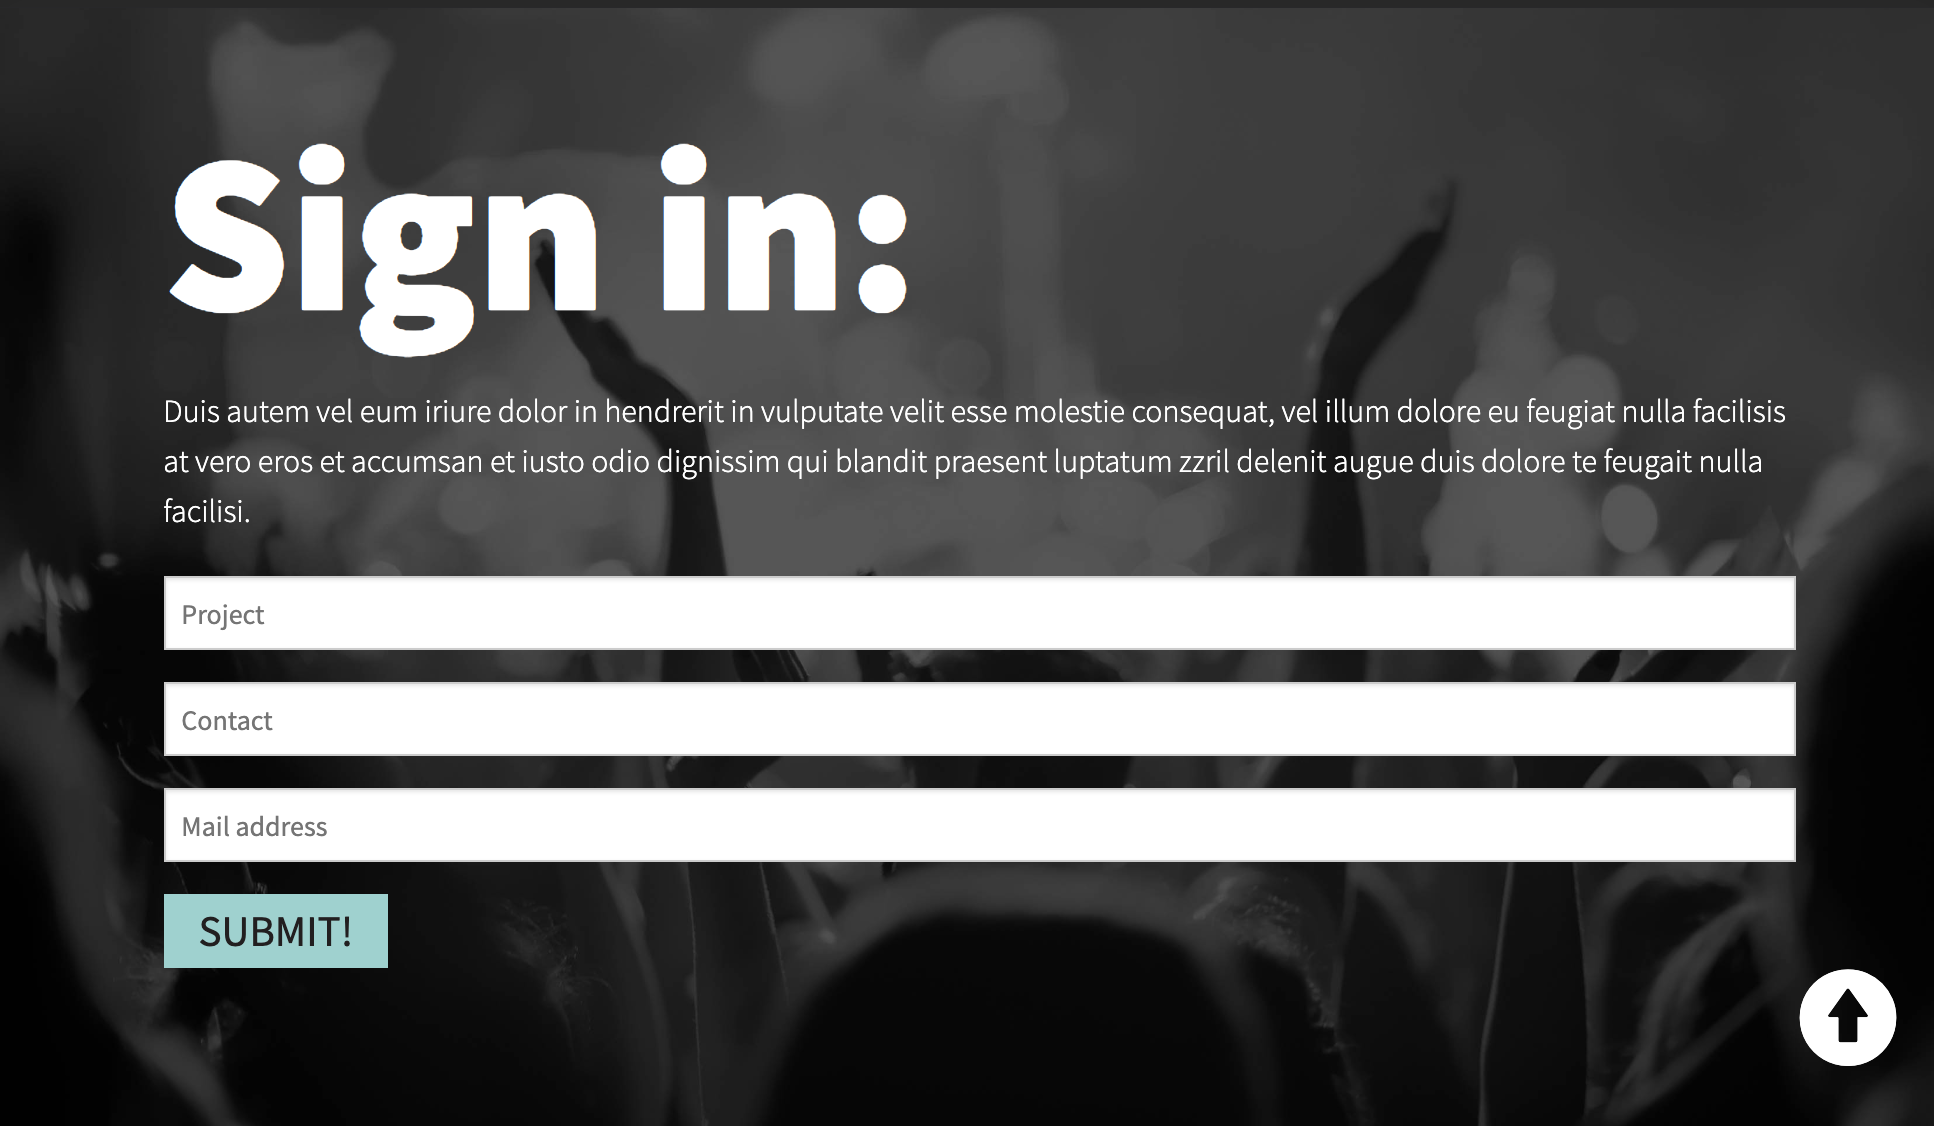 Sign in:
Duis autem vel eum iriure dolor in hendrerit in vulputate velit esse molestie consequat, vel illum dolore eu feugiat nulla facilisis
at vero eros et accumsan et iusto odio dignissim qui blandit praesent luptatum zzril delenit augue duis dolore te feugait nulla
facilisi.
Project
Contact
Mail address
SUBMIT!